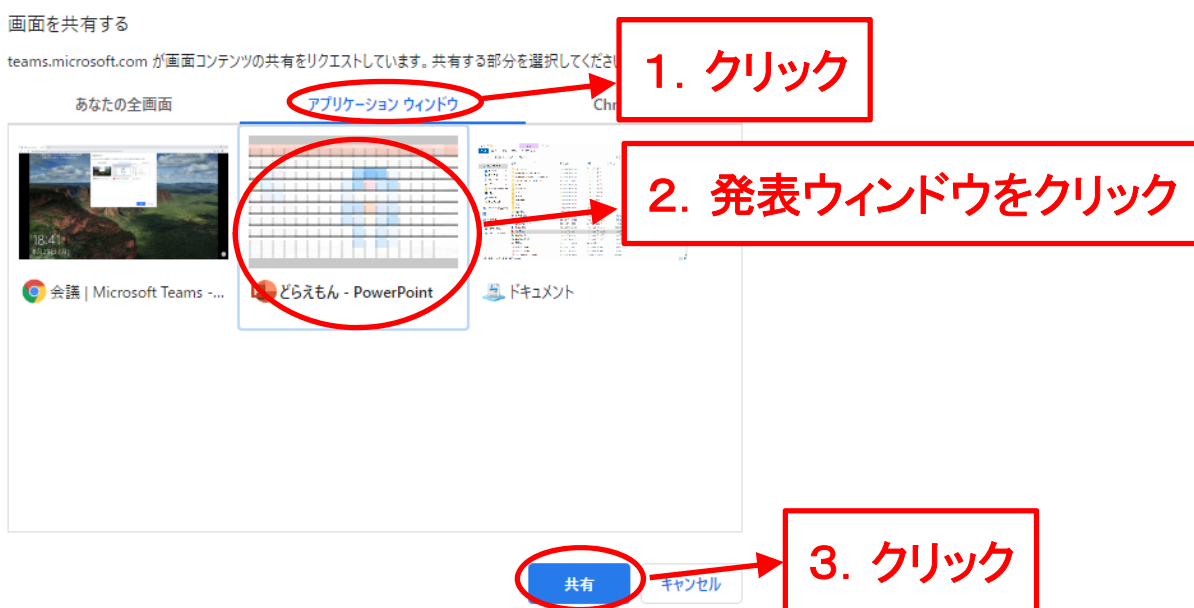 画面を共有する
teams.microsoft.com が画面コンテンツの共有をリクエストしています。共有する部分を選択してくださ
1．クリック
あなたの全画面
アプリケーション ウィンドウ
Chr
2．発表ウィンドウをクリック
18:41
会議 | Microsoft Teams -...
どらえもん - PowerPoint
ドキュメント
3．クリック
共有
キャンセル